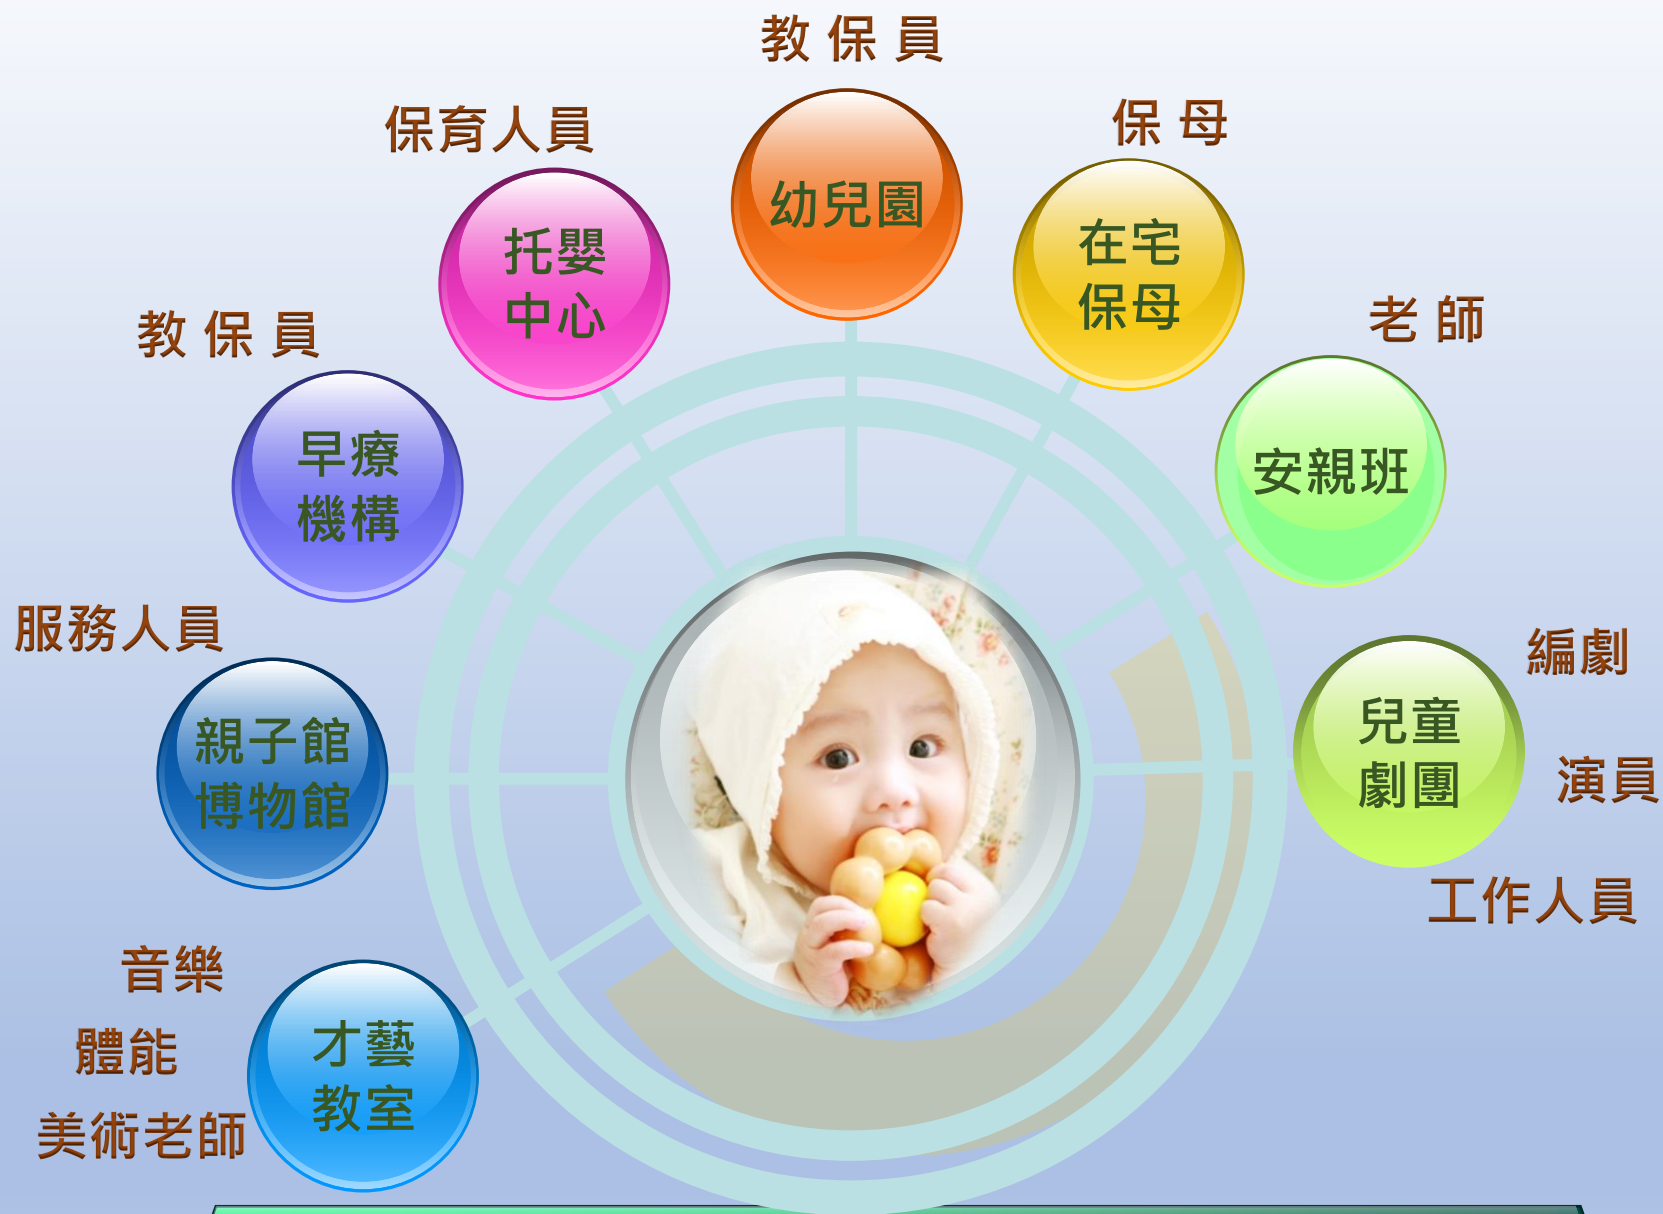 教保員
幼兒園
保育人員
托嬰
中心
保母
在宅
保母
教保員
早療
機構
老師
安親班
服務人員
親子館
博物館
編劇
演員
工作人員
兒童
劇團
音樂
體能
美術老師
才藝
教室